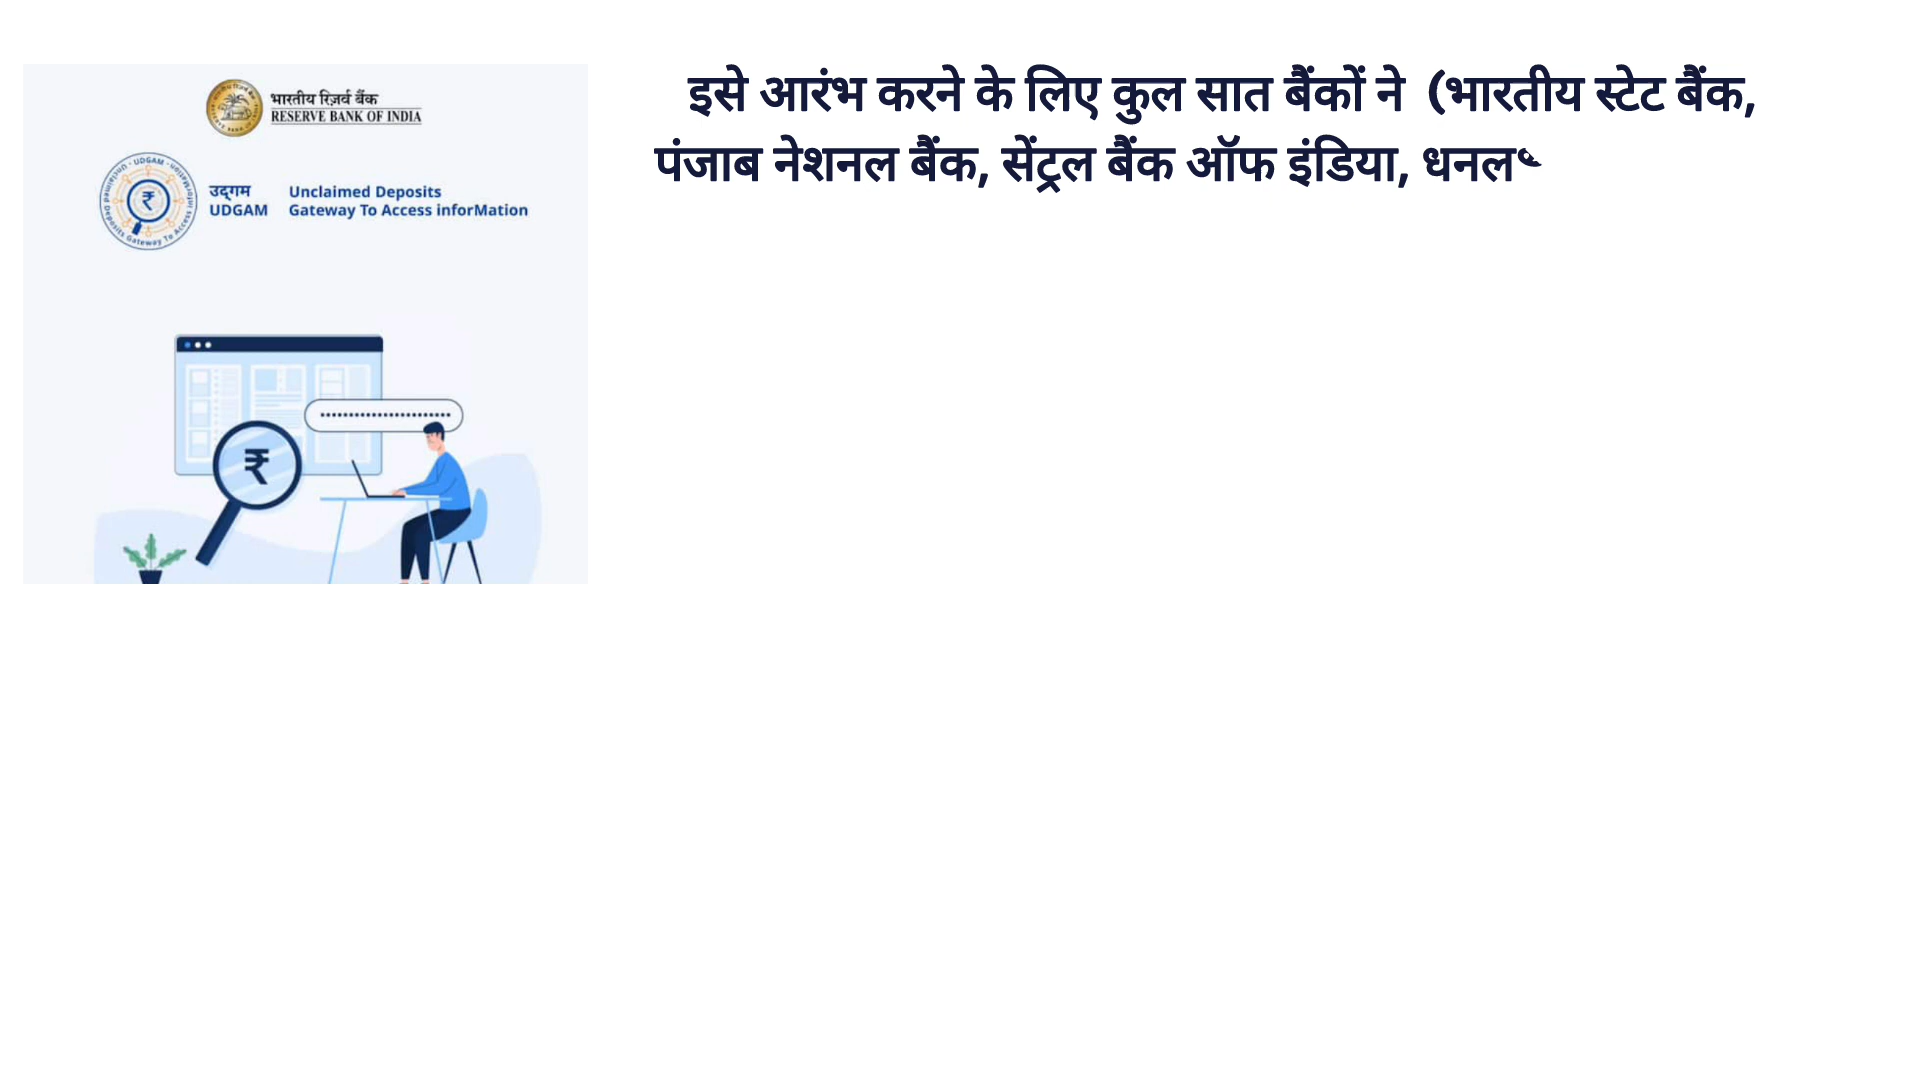 भारतीय रिज़र्व बैंक
RESERVE BANK OF INDIA
उद्गम
UDGAM
Unclaimed Deposits
Gateway To Access inforMation
इसे आरंभ करने के लिए कुल सात बैंकों ने (भारतीय स्टेट बैंक,
पंजाब नेशनल बैंक, सेंट्रल बैंक ऑफ इंडिया,